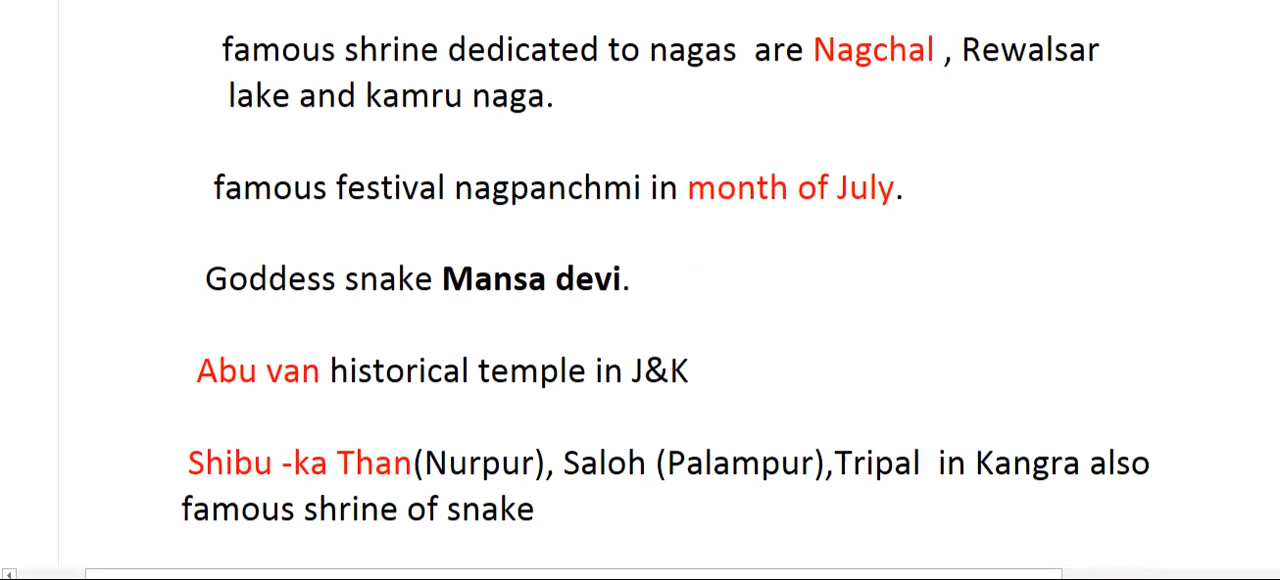 famous shrine dedicated to nagas are Nagchal , Rewalsar
lake and kamru naga.
famous festival nagpanchmi in month of July.
Goddess snake Mansa devi.
Abu van historical temple in J&K
Shibu -ka Than(Nurpur), Saloh (Palampur),Tripal in Kangra also
famous shrine of snake